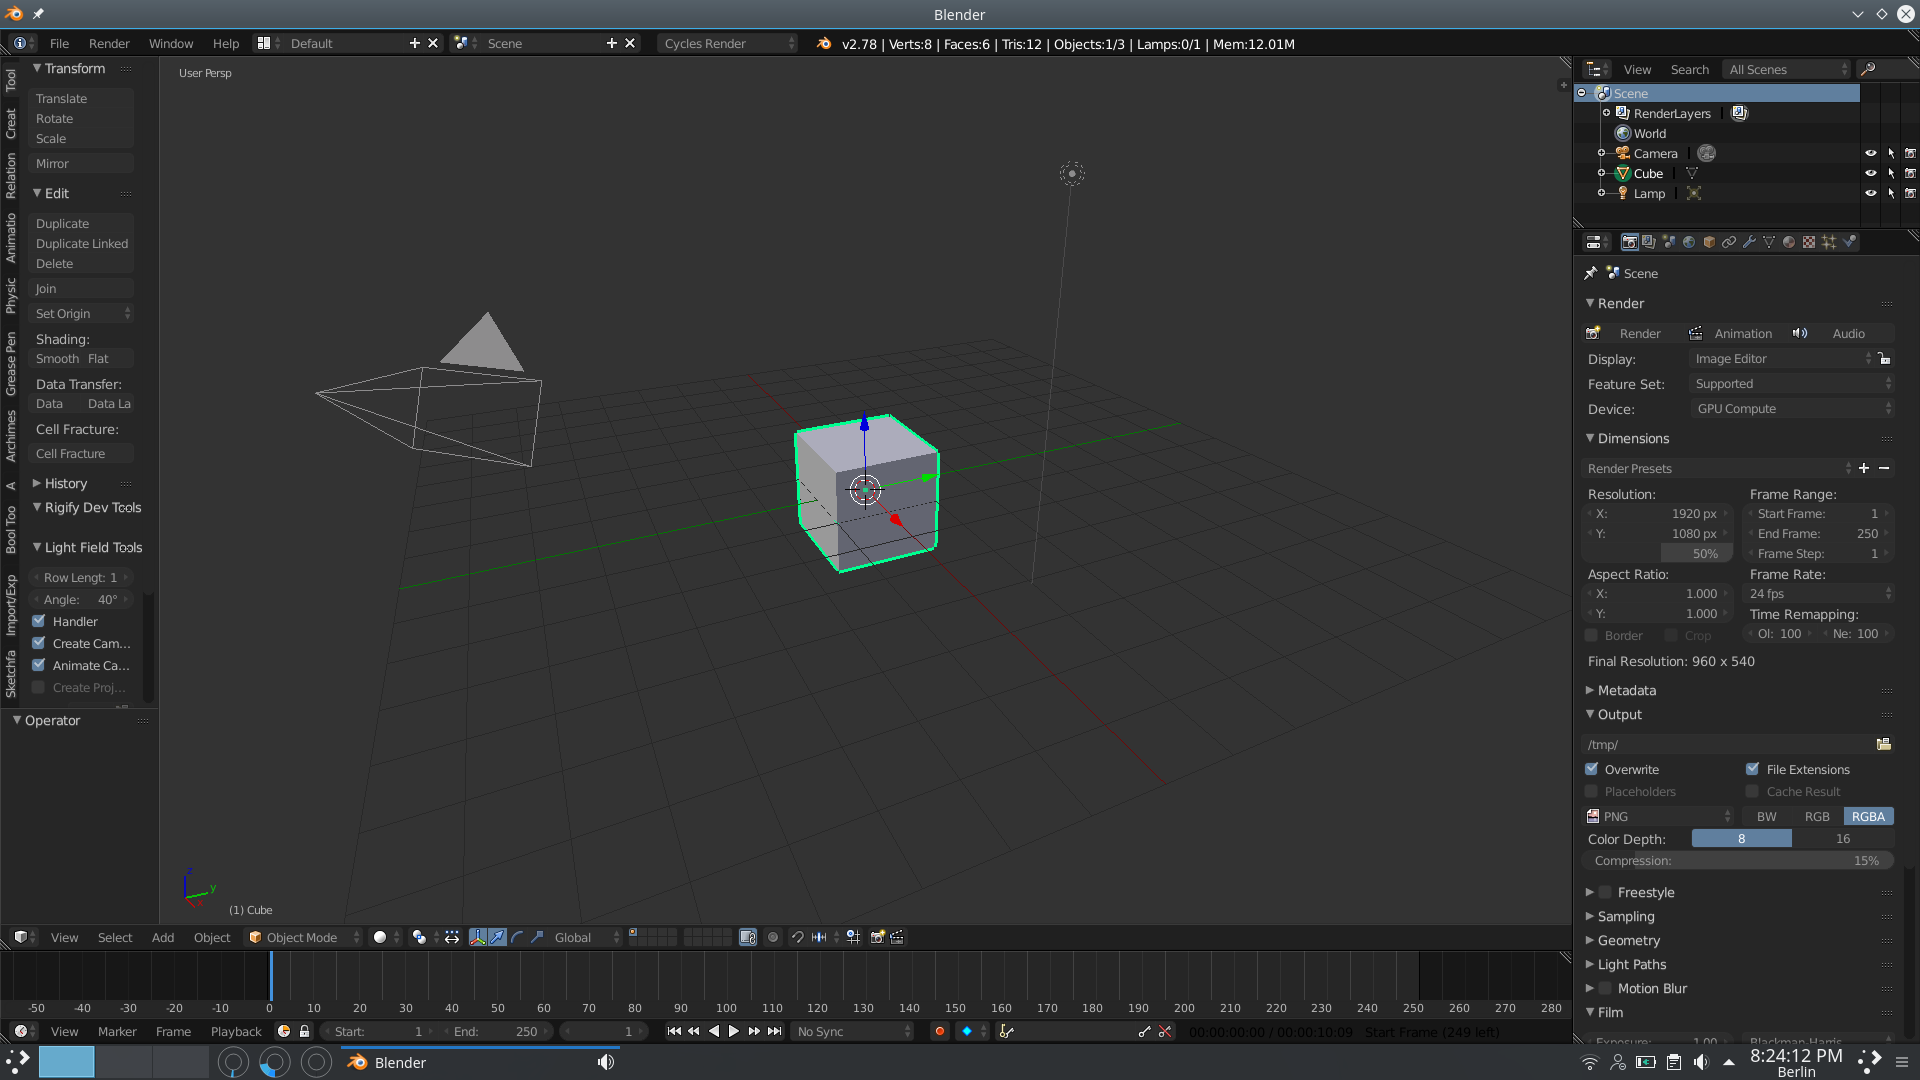 Blender
File Render Window Help Default Scene Cycles Render v2.78 | Verts:8 | Faces:6 | Tris:12 | Objects:1/3 | Lamps:0/1 | Mem:12.01M
Tool
Creat
Relation
Animatio
Physic
Grease Pen
Archimes
A
Bool Too
Import/Exp
Sketchfa
Transform
Translate
Rotate
Scale
Mirror
Edit
Duplicate
Duplicate Linked
Delete
Join
Set Origin
Shading:
Smooth Flat
Data Transfer:
Data Data La
Cell Fracture:
Cell Fracture
History
Rigify Dev Tools
Light Field Tools
Row Lengt: 1
Angle: 40°
Handler
Create Cam...
Animate Ca...
Create Proj...
Operator
User Persp
z
y
x
(1) Cube
View Select Add Object Object Mode Global
-50 -40 -30 -20 -10 0 10 20 30 40 50 60 70 80 90 100 110 120 130 140 150 160 170 180 190 200 210 220 230 240 250 260 270 280
View Marker Frame Playback Start: 1 End: 250 1 No Sync 00:00:00:00 / 00:00:10:09 Start Frame (249 left)
View Search All Scenes
Scene
RenderLayers
World
Camera
Cube
Lamp
Scene
Render
Render Animation Audio
Display: Image Editor
Feature Set: Supported
Device: GPU Compute
Dimensions
Render Presets
Resolution: Frame Range:
X: 1920 px Start Frame: 1
Y: 1080 px End Frame: 250
50% Frame Step: 1
Aspect Ratio: Frame Rate:
X: 1.000 24 fps
Y: 1.000 Time Remapping:
Border Crop Ol: 100 Ne: 100
Final Resolution: 960 x 540
Metadata
Output
/tmp/
Overwrite File Extensions
Placeholders Cache Result
PNG BW RGB RGBA
Color Depth: 8 16
Compression: 15%
Freestyle
Sampling
Geometry
Light Paths
Motion Blur
Film
Exposure: 1.00 Blackman-Harris
Blender 8:24:12 PM
Berlin